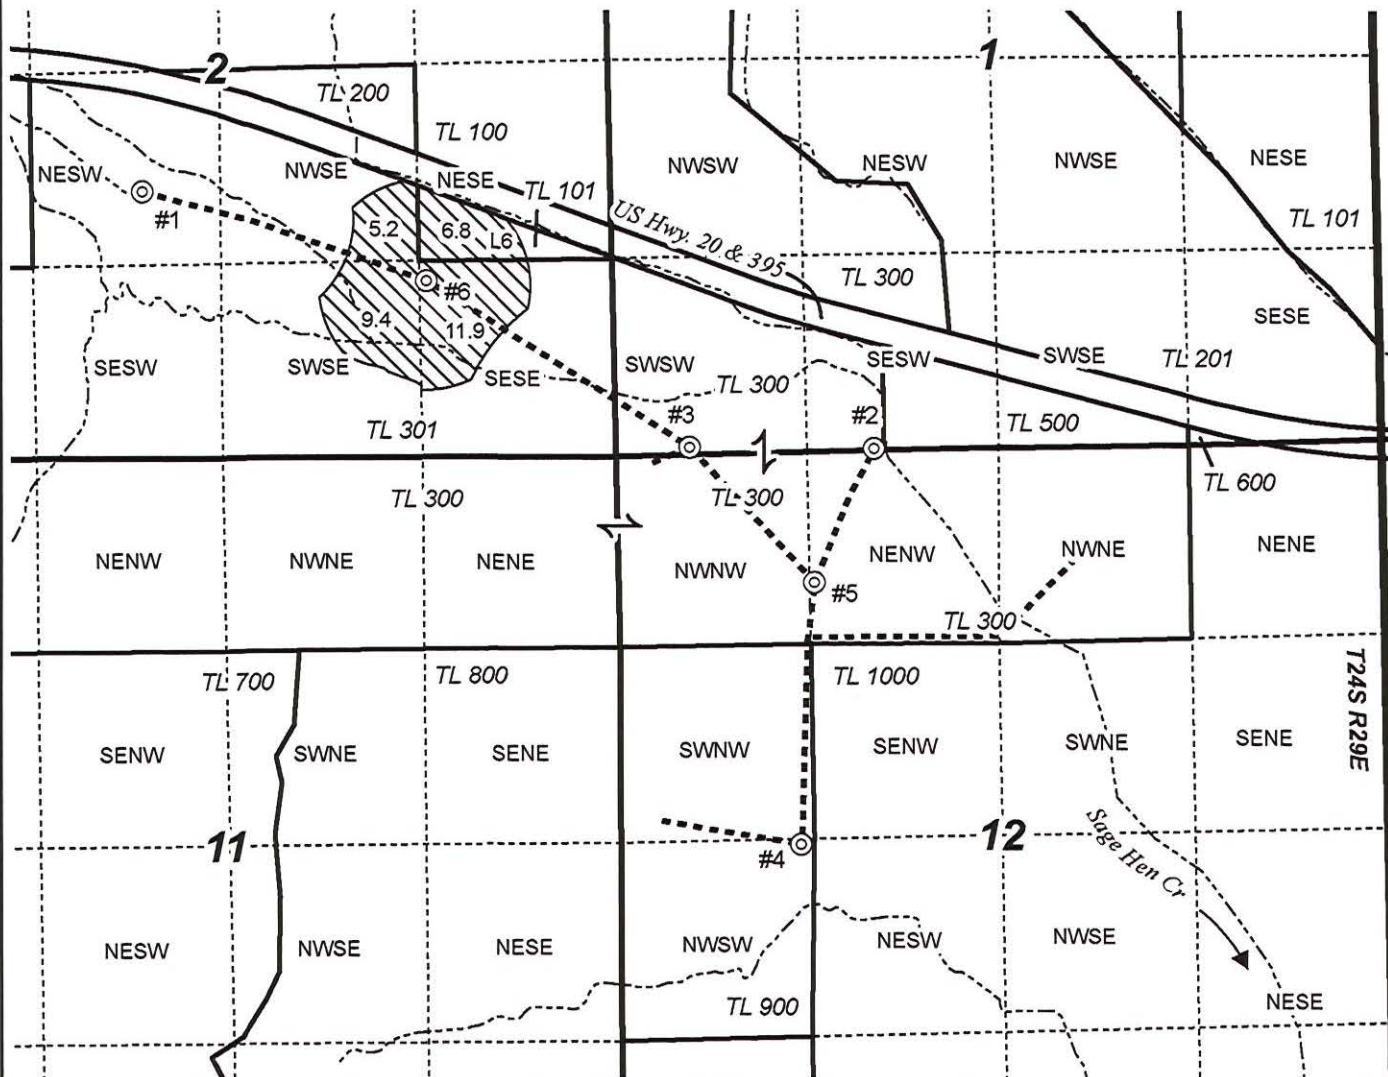 2
1
TL 200
TL 100
NWSW
NESW
NWSE
NESE
NESW
NWSE
NESE
TL 101
#1
5.2
6.8
L6
US Hwy. 20 & 395
TL 101
TL 300
#6
9.4
11.9
SESE
SESW
SWSE
SESE
SWSW
SESW
SWSE
TL 201
TL 300
#3
#2
TL 301
TL 500
TL 300
TL 300
TL 600
NENW
NWNE
NENE
NWNW
NENW
NWNE
NENE
#5
TL 300
TL 700
TL 800
TL 1000
T24S R29E
SENW
SWNE
SENE
SWNW
SENW
SWNE
SENE
11
#4
12
Sage Hen Cr
NESW
NWSE
NESE
NWSW
NESW
NWSE
TL 900
NESE